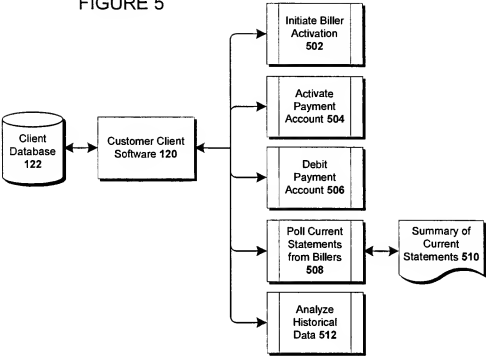 FIGURE 5
Initiate Biller
Activation
502
Activate
Payment
Account 504
Client
Database
122
Customer Client
Software 120
Debit
Payment
Account 506
Poll Current
Statements
from Billers
508
Summary of
Current
Statements 510
Analyze
Historical
Data 512